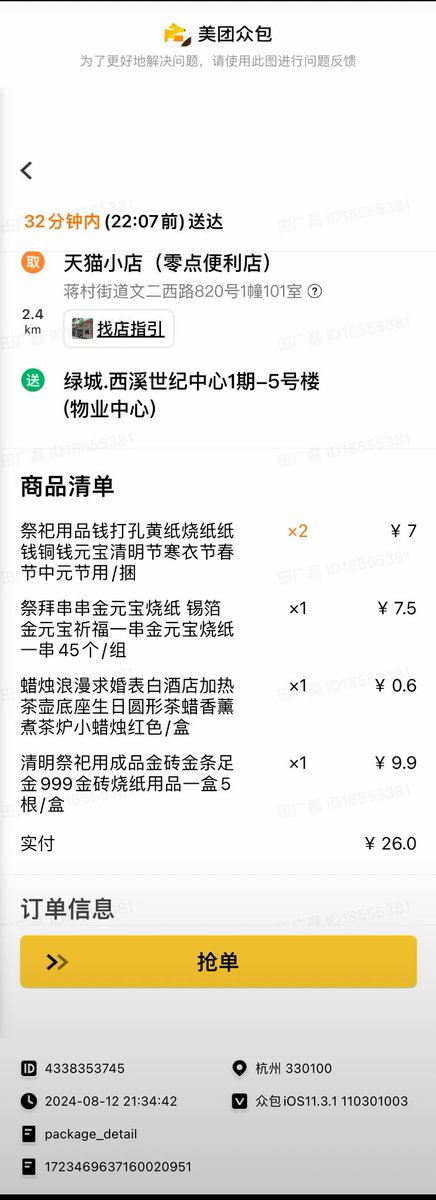 美团众包
为了更好地解决问题，请使用此图进行问题反馈
32分钟内(22:07前)送达
取
天猫小店（零点便利店）
蒋村街道文二西路820号1幢101室?
2.4
km
找店指引
送
绿城.西溪世纪中心1期–5号楼
(物业中心)
商品清单
祭祀用品钱打孔黄纸烧纸纸 ×2 ¥ 7
钱铜钱元宝清明节寒衣节春
节中元节用/捆
祭拜串串金元宝烧纸 锡箔 ×1 ¥ 7.5
金元宝祈福一串金元宝烧纸
一串45个/组
蜡烛浪漫求婚表白酒店加热 ×1 ¥ 0.6
茶壶底座生日圆形茶蜡香薰
煮茶炉小蜡烛红色/盒
清明祭祀用成品金砖金条足 ×1 ¥ 9.9
金999金砖烧纸用品一盒5
根/盒
实付 ¥ 26.0
订单信息
抢单
ID 4338353745 杭州 330100
2024-08-12 21:34:42 众包iOS11.3.1 110301003
package_detail
1723469637160020951
田广磊 ID18555381